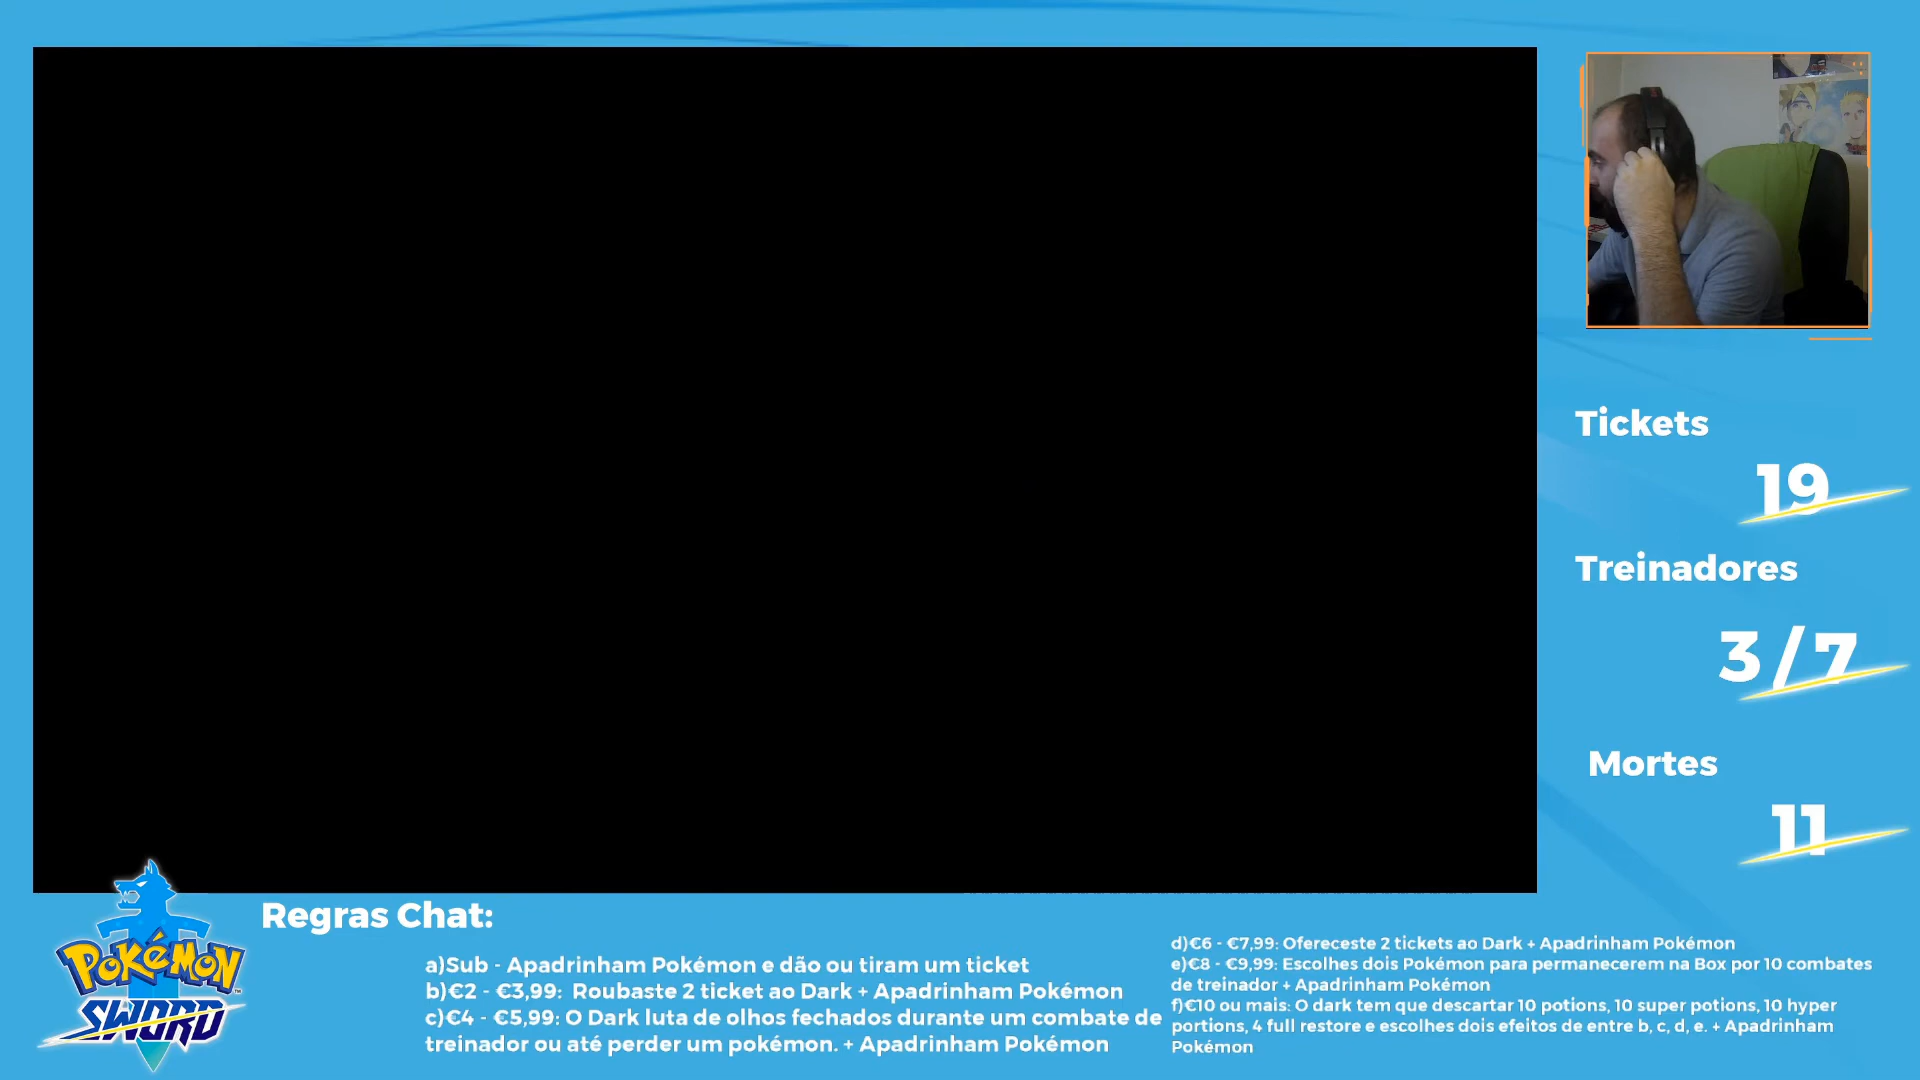 Tickets
19
Treinadores
3/7
Mortes
11
POKéMON
TM
SWORD
Regras Chat:
a)Sub - Apadrinham Pokémon e dão ou tiram um ticket
b)€2 - €3,99: Roubaste 2 ticket ao Dark + Apadrinham Pokémon
c)€4 - €5,99: O Dark luta de olhos fechados durante um combate de
treinador ou até perder um pokémon. + Apadrinham Pokémon
d)€6 - €7,99: Ofereceste 2 tickets ao Dark + Apadrinham Pokémon
e)€8 - €9,99: Escolhes dois Pokémon para permanecerem na Box por 10 combates
de treinador + Apadrinham Pokémon
f)€10 ou mais: O dark tem que descartar 10 potions, 10 super potions, 10 hyper
portions, 4 full restore e escolhes dois efeitos de entre b, c, d, e. + Apadrinham
Pokémon